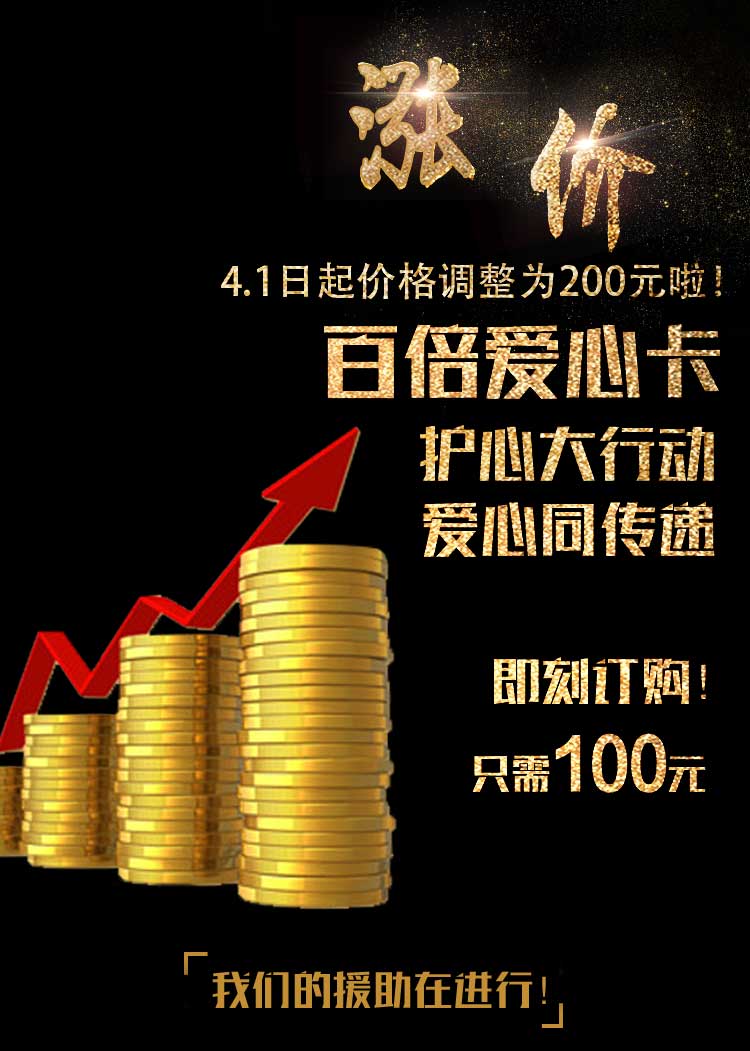 涨价
4.1日起价格调整为200元啦！
百倍爱心卡
护心大行动
爱心同传递
即刻订购！
只需100元
「我们的援助在进行！」